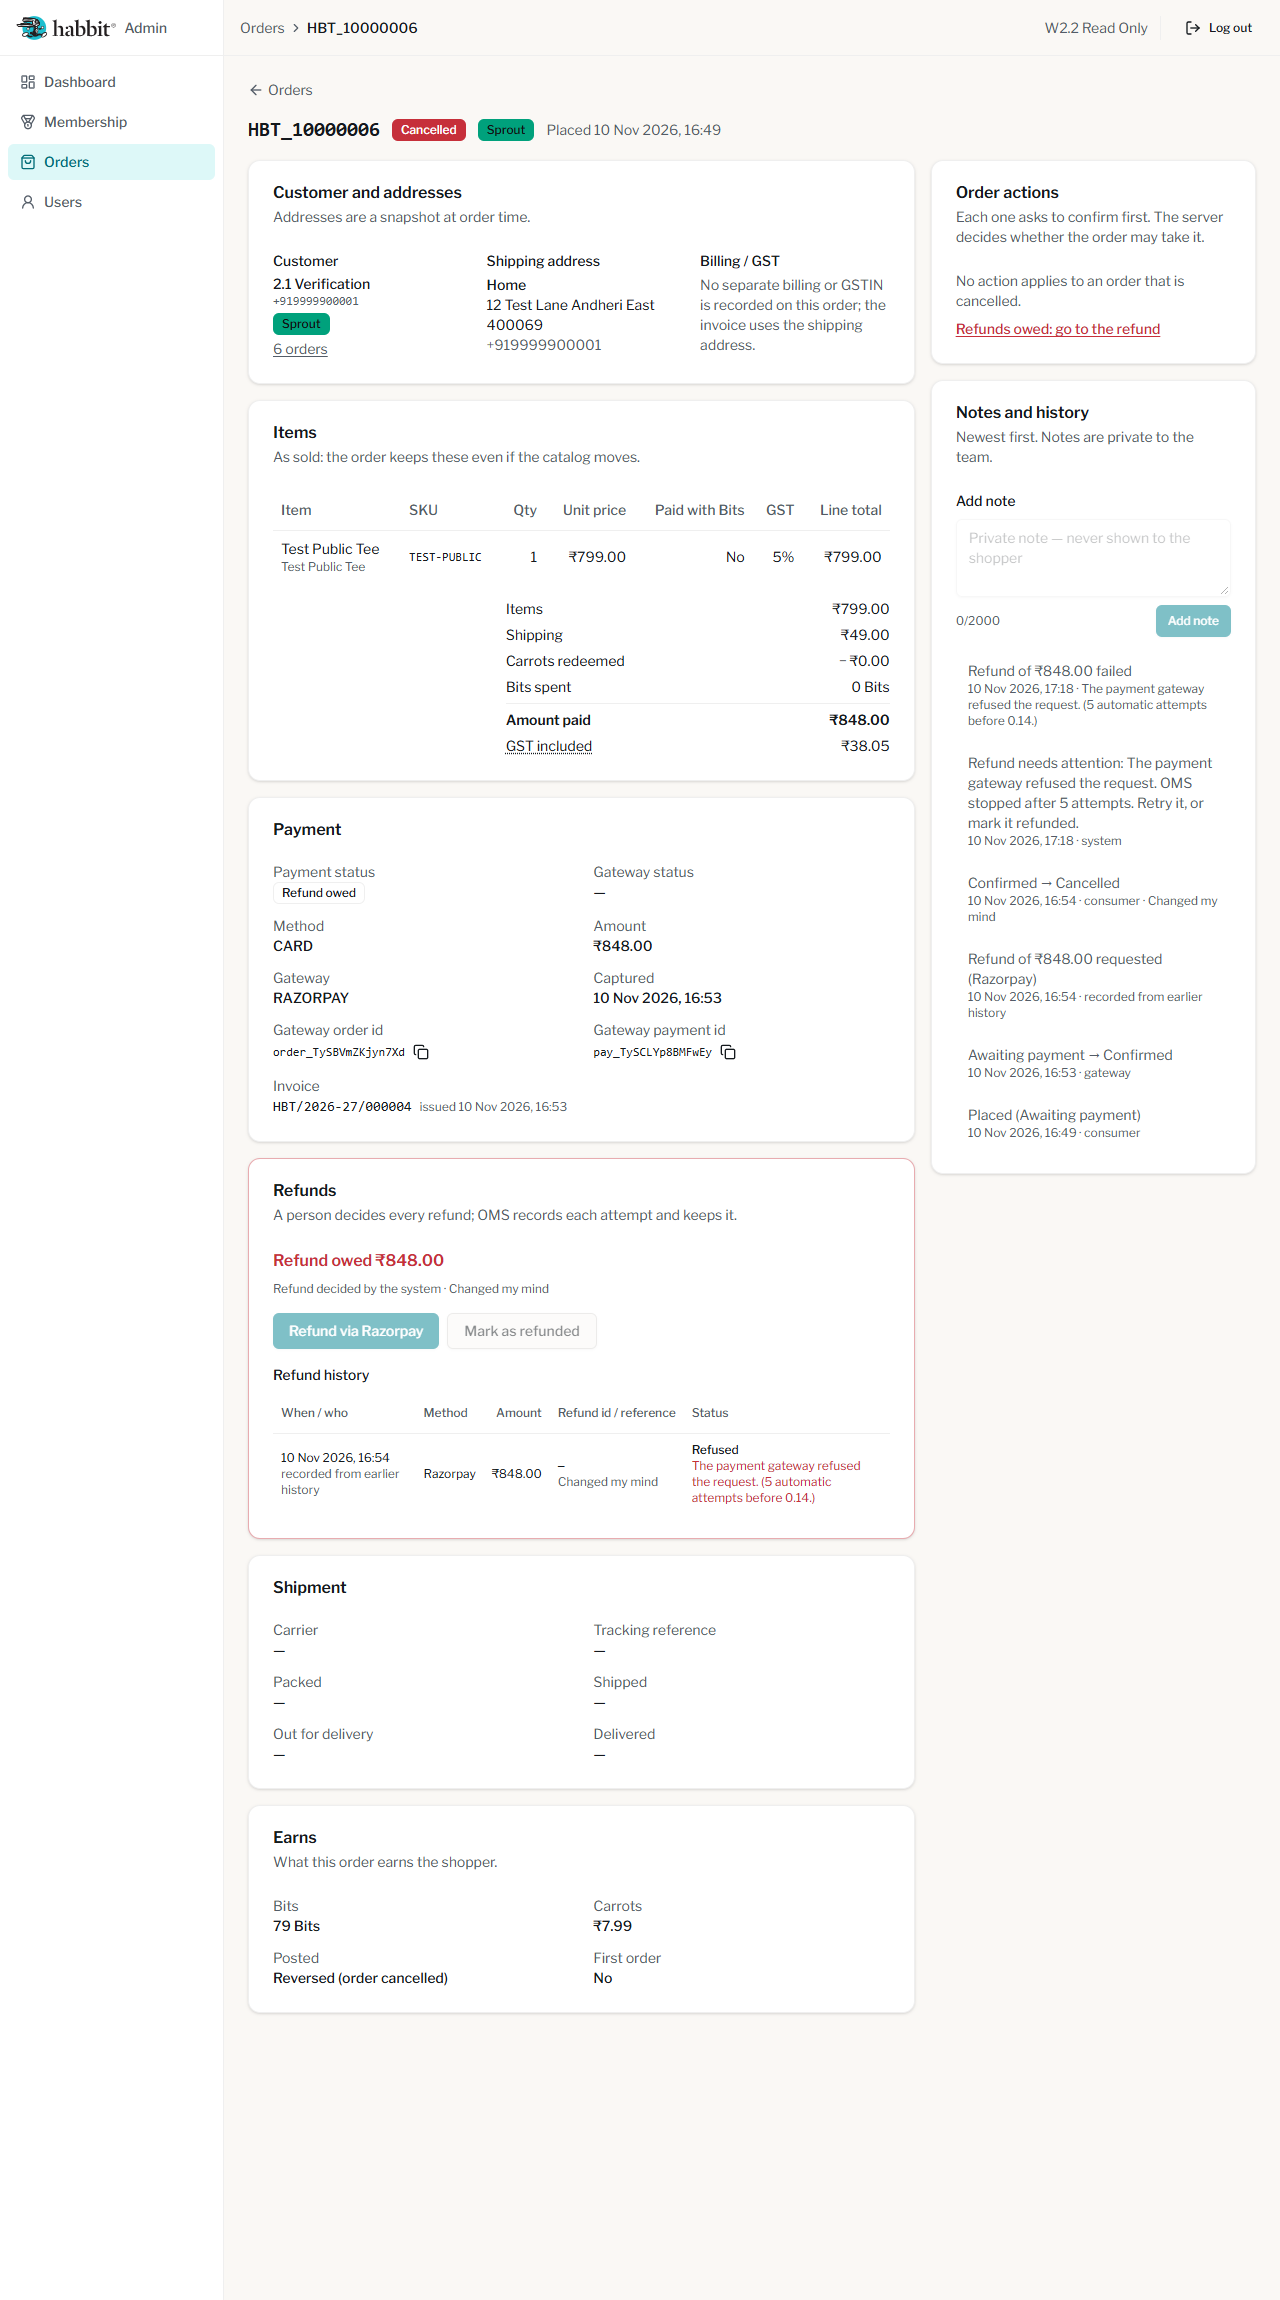 habbit® Admin
Orders > HBT_10000006
W2.2 Read Only
Log out
Dashboard
Membership
Orders
Users
← Orders
HBT_10000006 Cancelled Sprout Placed 10 Nov 2026, 16:49
Customer and addresses
Addresses are a snapshot at order time.
Customer
2.1 Verification
+919999900001
Sprout
6 orders
Shipping address
Home
12 Test Lane Andheri East
400069
+919999900001
Billing / GST
No separate billing or GSTIN
is recorded on this order; the
invoice uses the shipping
address.
Items
As sold: the order keeps these even if the catalog moves.
Item SKU Qty Unit price Paid with Bits GST Line total
Test Public Tee TEST-PUBLIC 1 ₹799.00 No 5% ₹799.00
Test Public Tee
Items ₹799.00
Shipping ₹49.00
Carrots redeemed − ₹0.00
Bits spent 0 Bits
Amount paid ₹848.00
GST included ₹38.05
Payment
Payment status
Refund owed
Gateway status
—
Method
CARD
Amount
₹848.00
Gateway
RAZORPAY
Captured
10 Nov 2026, 16:53
Gateway order id
order_TySBVmZKjyn7Xd
Gateway payment id
pay_TySCLYp8BMFwEy
Invoice
HBT/2026-27/000004 issued 10 Nov 2026, 16:53
Refunds
A person decides every refund; OMS records each attempt and keeps it.
Refund owed ₹848.00
Refund decided by the system · Changed my mind
Refund via Razorpay
Mark as refunded
Refund history
When / who Method Amount Refund id / reference Status
10 Nov 2026, 16:54
recorded from earlier
history
Razorpay
₹848.00
–
Changed my mind
Refused
The payment gateway refused
the request. (5 automatic
attempts before 0.14.)
Shipment
Carrier
—
Tracking reference
—
Packed
—
Shipped
—
Out for delivery
—
Delivered
—
Earns
What this order earns the shopper.
Bits
79 Bits
Carrots
₹7.99
Posted
Reversed (order cancelled)
First order
No
Order actions
Each one asks to confirm first. The server
decides whether the order may take it.
No action applies to an order that is
cancelled.
Refunds owed: go to the refund
Notes and history
Newest first. Notes are private to the
team.
Add note
Private note — never shown to the
shopper
0/2000
Add note
Refund of ₹848.00 failed
10 Nov 2026, 17:18 · The payment gateway
refused the request. (5 automatic attempts
before 0.14.)
Refund needs attention: The payment
gateway refused the request. OMS
stopped after 5 attempts. Retry it, or
mark it refunded.
10 Nov 2026, 17:18 · system
Confirmed → Cancelled
10 Nov 2026, 16:54 · consumer · Changed my
mind
Refund of ₹848.00 requested
(Razorpay)
10 Nov 2026, 16:54 · recorded from earlier
history
Awaiting payment → Confirmed
10 Nov 2026, 16:53 · gateway
Placed (Awaiting payment)
10 Nov 2026, 16:49 · consumer